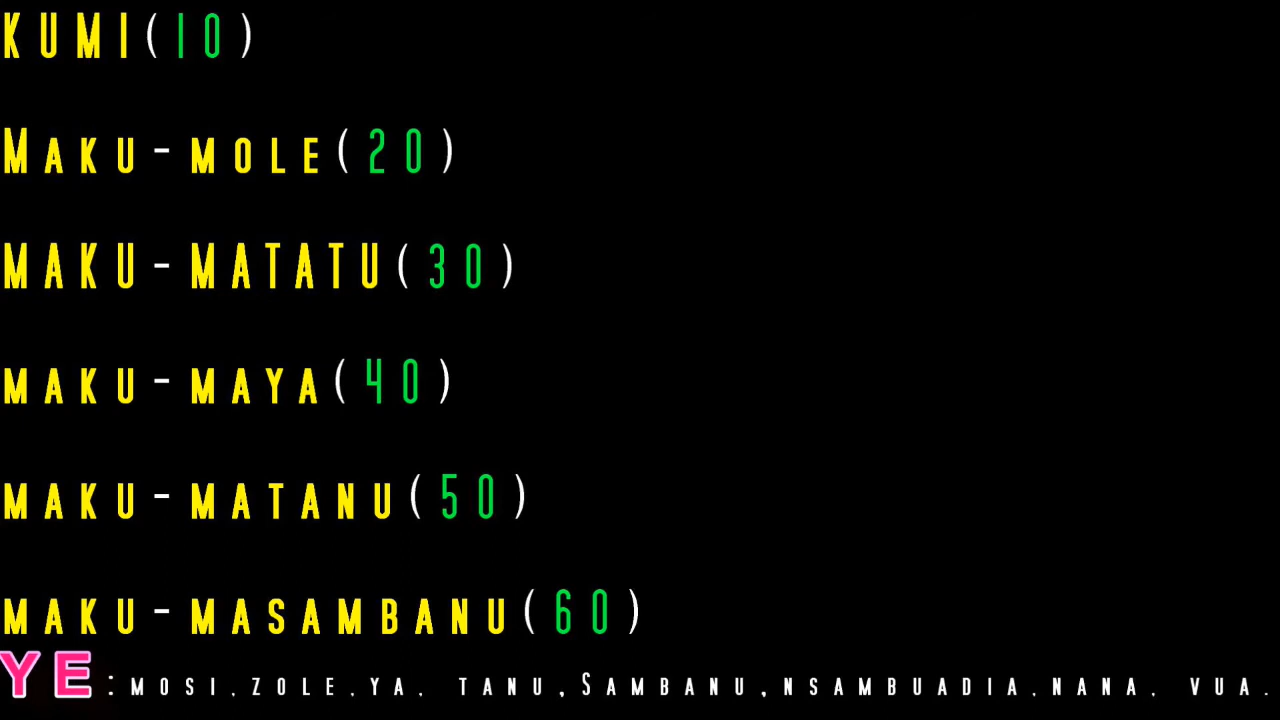 KUMI(10)
Maku-mole(20)
MAKU-MATATU(30)
maku-maya(40)
maku-matanu(50)
maku-masambanu(60)
YE:mosi.zole.ya. tanu,Sambanu,nsambuadia.nana. vua.